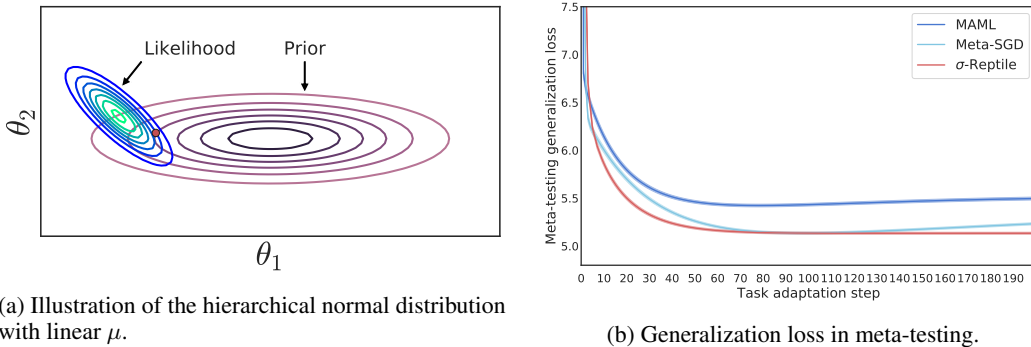 Likelihood Prior
θ2
θ1
(a) Illustration of the hierarchical normal distribution
with linear μ.
7.5
7.0
6.5
6.0
5.5
5.0
Meta-testing generalization loss
MAML
Meta-SGD
σ-Reptile
0 10 20 30 40 50 60 70 80 90 100 110 120 130 140 150 160 170 180 190
Task adaptation step
(b) Generalization loss in meta-testing.